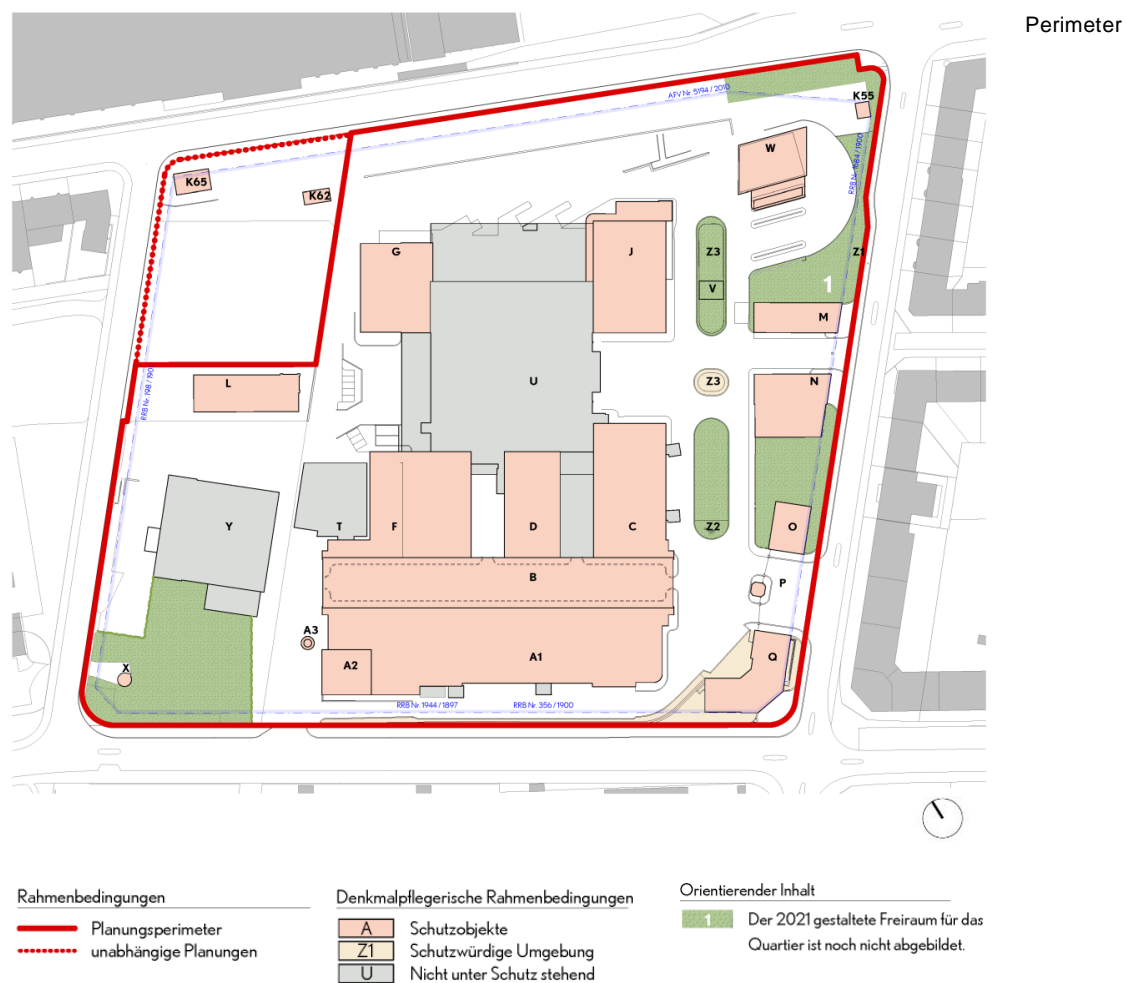 Perimeter
AFV Nr. 5194 / 2010
K55
RRB Nr. 1684 / 1900
W
K65
K62
G
J
Z3
Z1
V
1
M
U
Z3
L
N
RRB Nr. 198 / 190
Y
T
F
D
C
Z2
O
B
P
A3
X
A2
A1
Q
RRB Nr. 1944 / 1897
RRB Nr. 356 / 1900
Rahmenbedingungen
Planungsperimeter
unabhängige Planungen
Denkmalpflegerische Rahmenbedingungen
A Schutzobjekte
Z1 Schutzwürdige Umgebung
U Nicht unter Schutz stehend
Orientierender Inhalt
1 Der 2021 gestaltete Freiraum für das
Quartier ist noch nicht abgebildet.